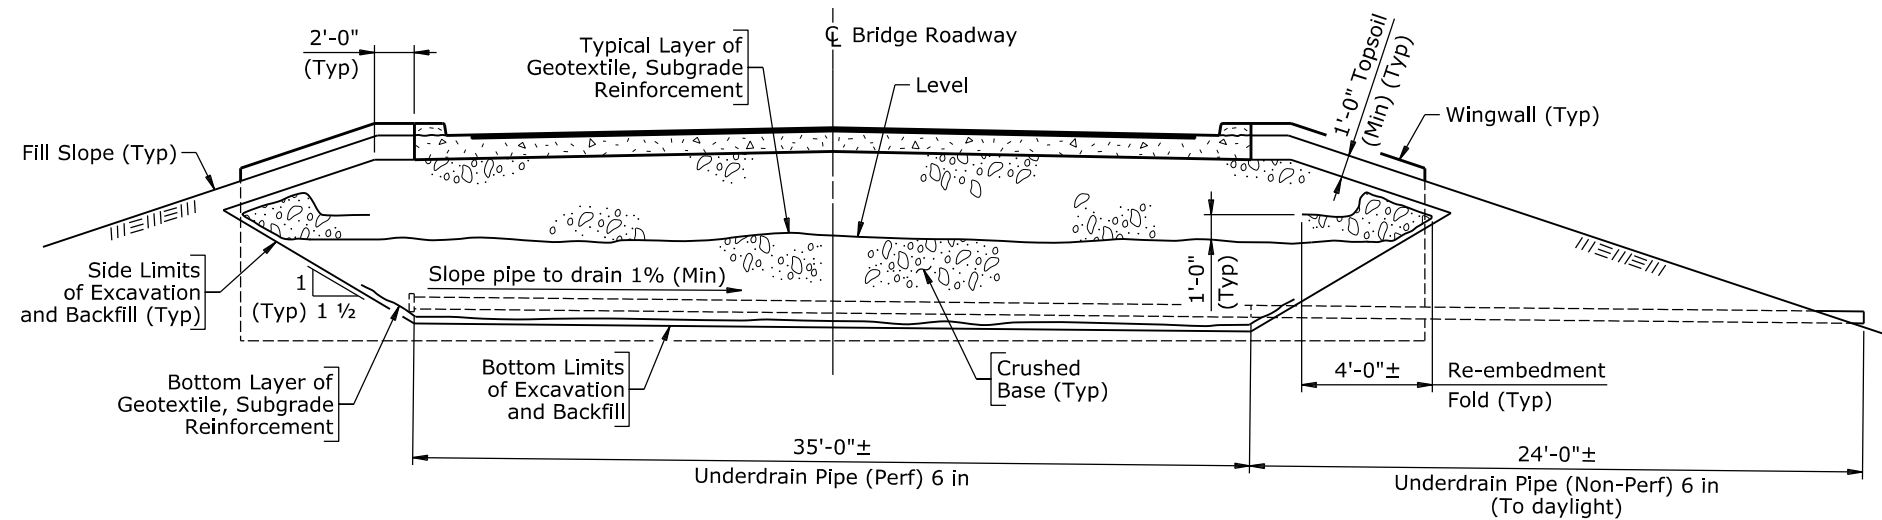 2'-0"
(Typ)
Typical Layer of
Geotextile, Subgrade
Reinforcement
℄ Bridge Roadway
Level
1'-0" Topsoil
(Min) (Typ)
Wingwall (Typ)
Fill Slope (Typ)
Side Limits
of Excavation
and Backfill (Typ)
1
(Typ) 1 ½
Slope pipe to drain 1% (Min)
1'-0"
(Typ)
Bottom Layer of
Geotextile, Subgrade
Reinforcement
Bottom Limits
of Excavation
and Backfill
Crushed
Base (Typ)
4'-0"±
Re-embedment
Fold (Typ)
35'-0"±
Underdrain Pipe (Perf) 6 in
24'-0"±
Underdrain Pipe (Non-Perf) 6 in
(To daylight)